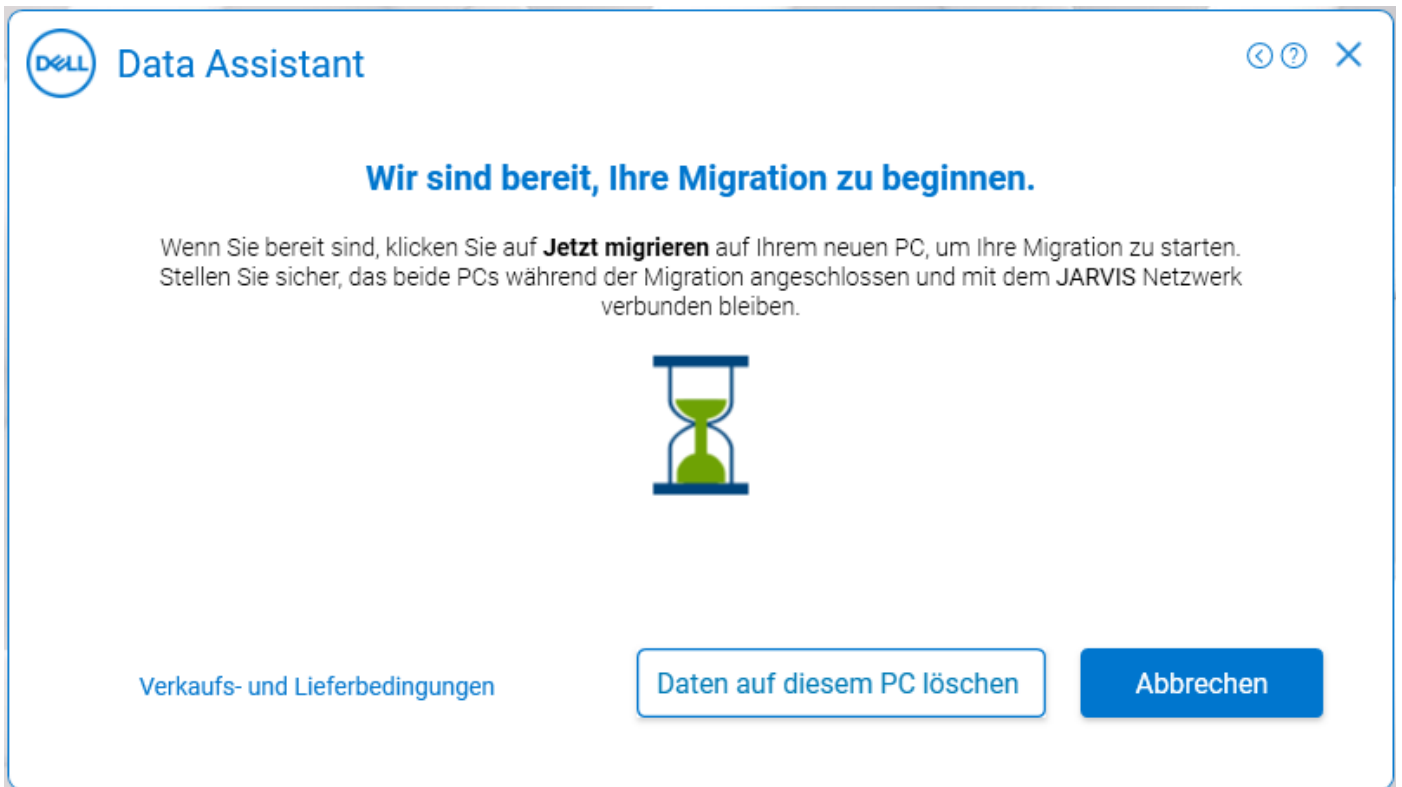 DELL Data Assistant
Wir sind bereit, Ihre Migration zu beginnen.
Wenn Sie bereit sind, klicken Sie auf Jetzt migrieren auf Ihrem neuen PC, um Ihre Migration zu starten.
Stellen Sie sicher, das beide PCs während der Migration angeschlossen und mit dem JARVIS Netzwerk
verbunden bleiben.
Verkaufs- und Lieferbedingungen
Daten auf diesem PC löschen
Abbrechen